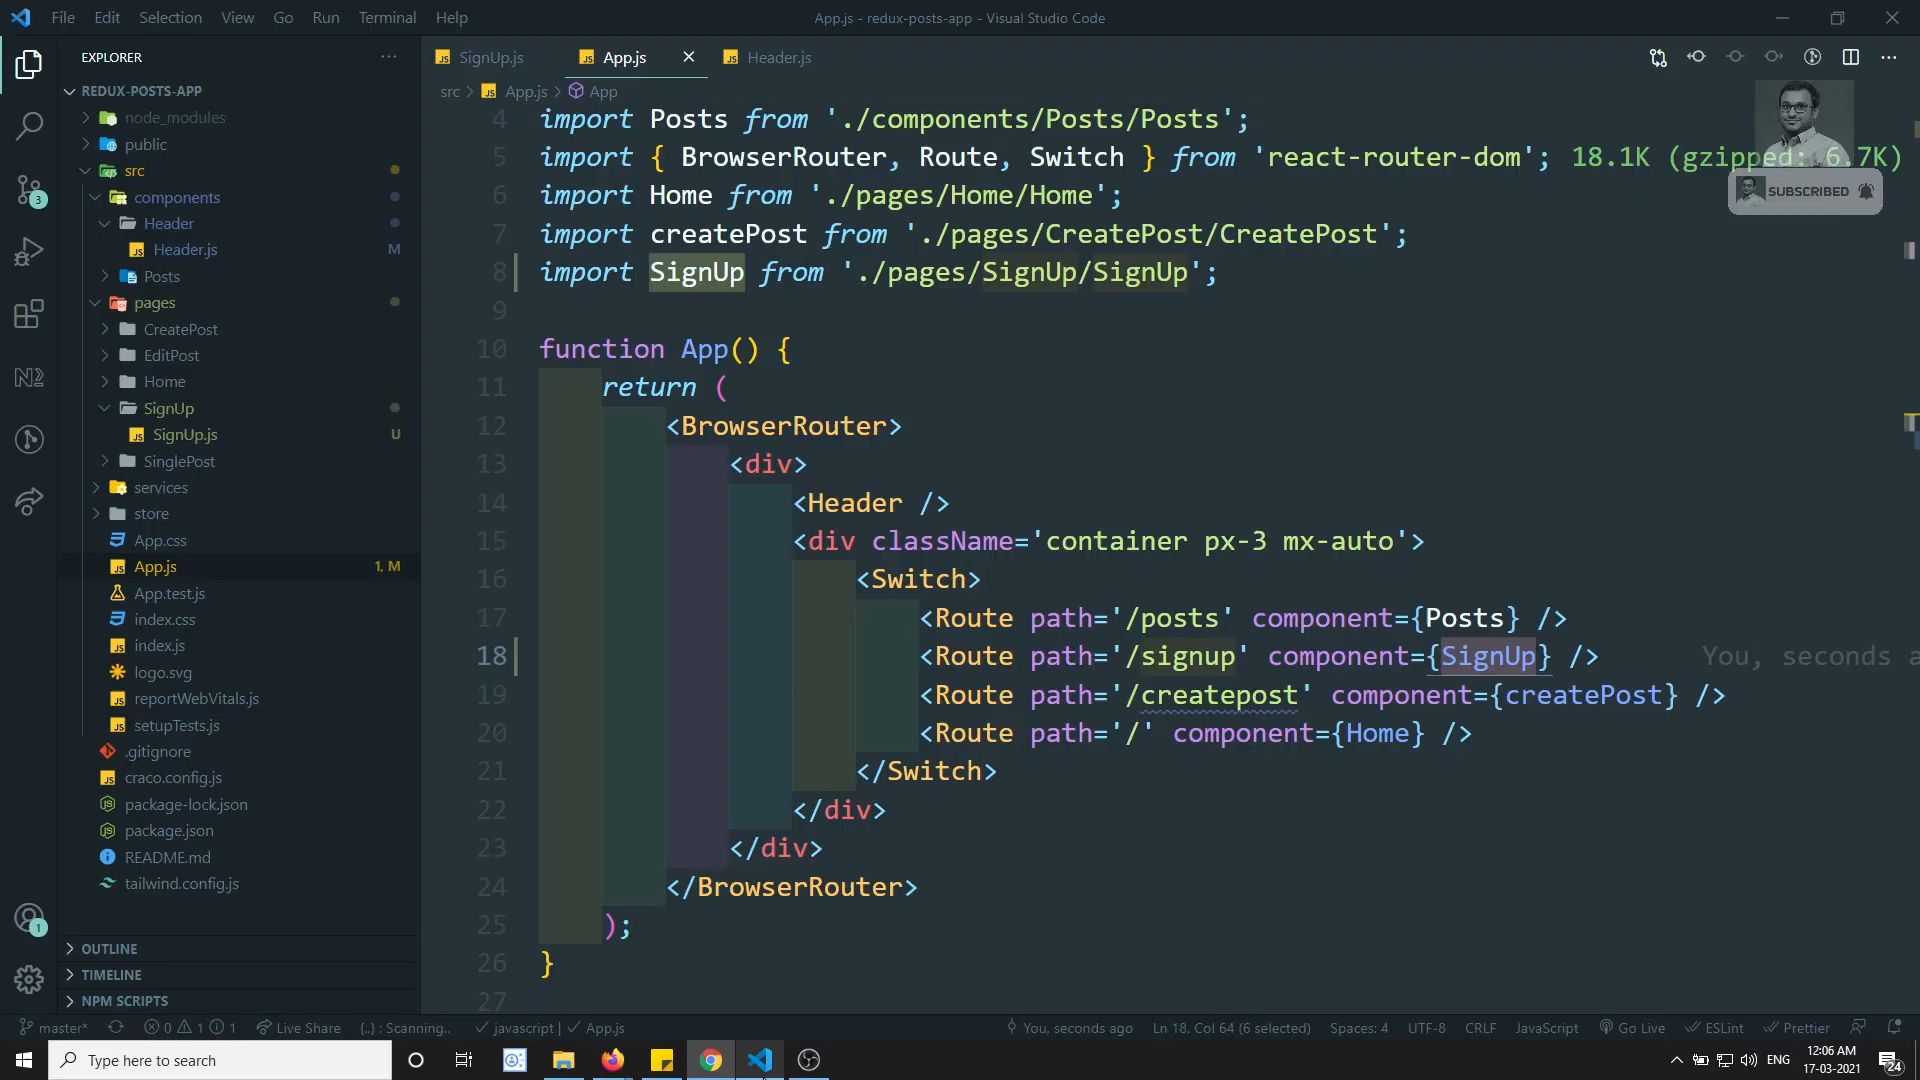 File Edit Selection View Go Run Terminal Help
App.js - redux-posts-app - Visual Studio Code
EXPLORER
REDUX-POSTS-APP
node_modules
public
src
components
Header
Header.js M
Posts
pages
CreatePost
EditPost
Home
SignUp
SignUp.js U
SinglePost
services
store
App.css
App.js 1, M
App.test.js
index.css
index.js
logo.svg
reportWebVitals.js
setupTests.js
.gitignore
craco.config.js
package-lock.json
package.json
README.md
tailwind.config.js
OUTLINE
TIMELINE
NPM SCRIPTS
3
1
SignUp.js App.js Header.js
src > App.js > App
4 import Posts from './components/Posts/Posts';
5 import { BrowserRouter, Route, Switch } from 'react-router-dom'; 18.1K (gzipped: 6.7K)
6 import Home from './pages/Home/Home';
7 import createPost from './pages/CreatePost/CreatePost';
8 import SignUp from './pages/SignUp/SignUp';
9
10 function App() {
11 return (
12 <BrowserRouter>
13 <div>
14 <Header />
15 <div className='container px-3 mx-auto'>
16 <Switch>
17 <Route path='/posts' component={Posts} />
18 <Route path='/signup' component={SignUp} /> You, seconds a
19 <Route path='/createpost' component={createPost} />
20 <Route path='/' component={Home} />
21 </Switch>
22 </div>
23 </div>
24 </BrowserRouter>
25 );
26 }
27
SUBSCRIBED
master* 0 1 1 Live Share {..} : Scanning.. javascript | App.js You, seconds ago Ln 18, Col 64 (6 selected) Spaces: 4 UTF-8 CRLF JavaScript Go Live ESLint Prettier
Type here to search
ENG
12:06 AM
17-03-2021
24